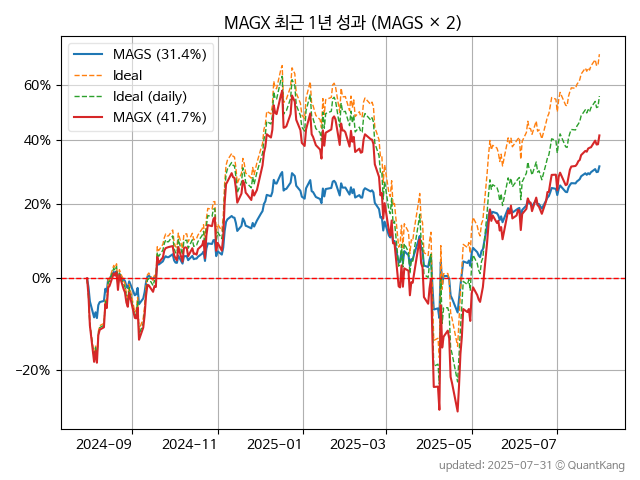 MAGX 최근 1년 성과 (MAGS × 2)
MAGS (31.4%)
Ideal
Ideal (daily)
MAGX (41.7%)
60%
40%
20%
0%
−20%
2024-09
2024-11
2025-01
2025-03
2025-05
2025-07
updated: 2025-07-31 © QuantKang